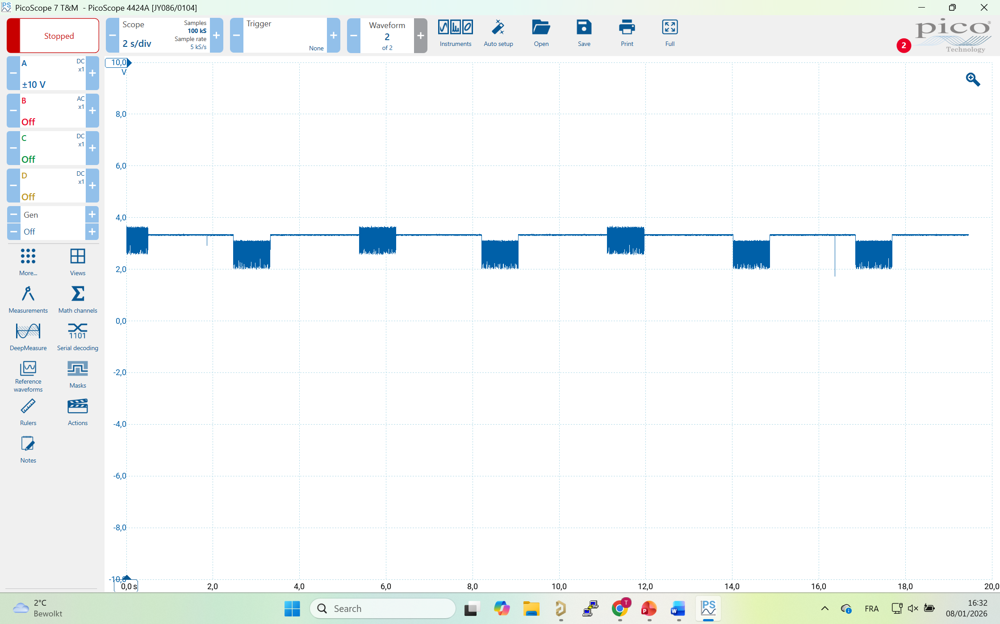 PicoScope 7 T&M - PicoScope 4424A [JY086/0104]
Stopped
Scope
2 s/div
Samples
100 kS
Sample rate
5 kS/s
Trigger
None
Waveform
2
of 2
Instruments
Auto setup
Open
Save
Print
Full
2
pico
Technology
A
DC
x1
±10 V
B
AC
x1
Off
C
DC
x1
Off
D
DC
x1
Off
Gen
Off
More...
Views
Measurements
Math channels
DeepMeasure
1101
Serial decoding
Reference
waveforms
Masks
Rulers
Actions
Notes
10,0
V
8,0
6,0
4,0
2,0
0,0
-2,0
-4,0
-6,0
-8,0
-10,0
0,0 s
2,0
4,0
6,0
8,0
10,0
12,0
14,0
16,0
18,0
20,0
2°C
Bewolkt
Search
T
P
W
PS
FRA
16:32
08/01/2026